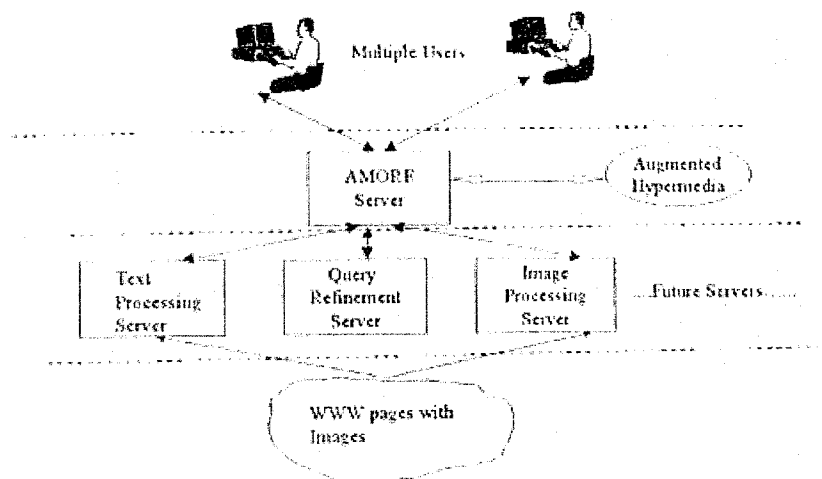 Multiple Users
AMORE
Server
Augmented
Hypermedia
Text
Processing
Server
Query
Refinement
Server
Image
Processing
Server
....Future Servers......
WWW pages with
Images